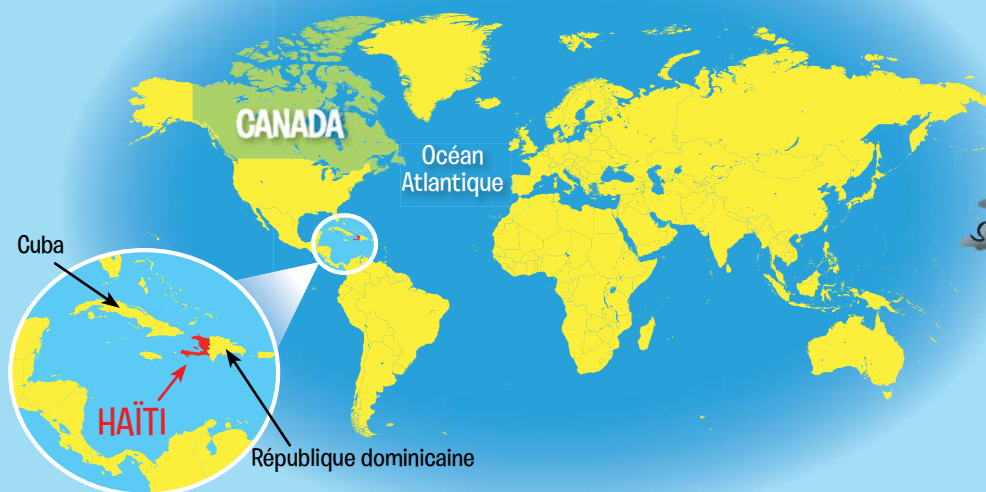 CANADA
Océan
Atlantique
Cuba
HAÏTI
République dominicaine